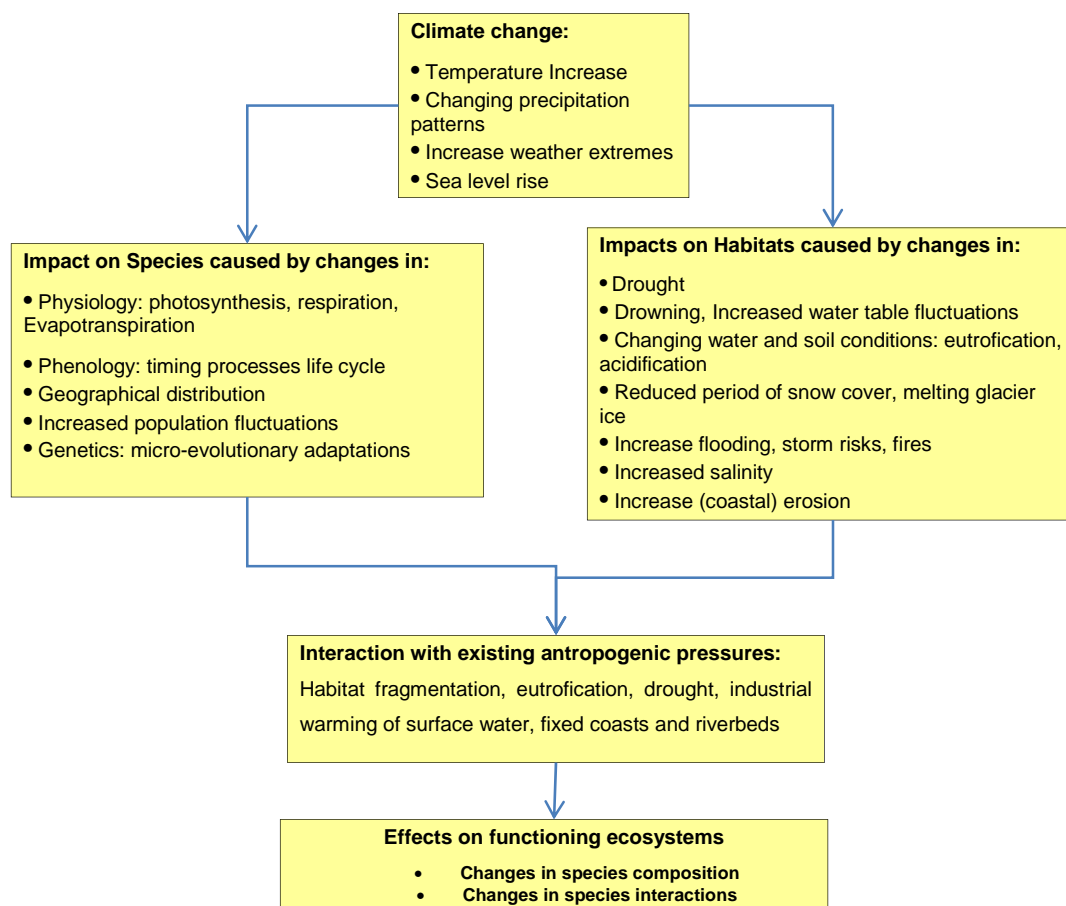 Climate change:
• Temperature Increase
• Changing precipitation
patterns
• Increase weather extremes
• Sea level rise
Impact on Species caused by changes in:
• Physiology: photosynthesis, respiration,
Evapotranspiration
• Phenology: timing processes life cycle
• Geographical distribution
• Increased population fluctuations
• Genetics: micro-evolutionary adaptations
Impacts on Habitats caused by changes in:
• Drought
• Drowning, Increased water table fluctuations
• Changing water and soil conditions: eutrofication,
acidification
• Reduced period of snow cover, melting glacier
ice
• Increase flooding, storm risks, fires
• Increased salinity
• Increase (coastal) erosion
Interaction with existing antropogenic pressures:
Habitat fragmentation, eutrofication, drought, industrial
warming of surface water, fixed coasts and riverbeds
Effects on functioning ecosystems
• Changes in species composition
• Changes in species interactions